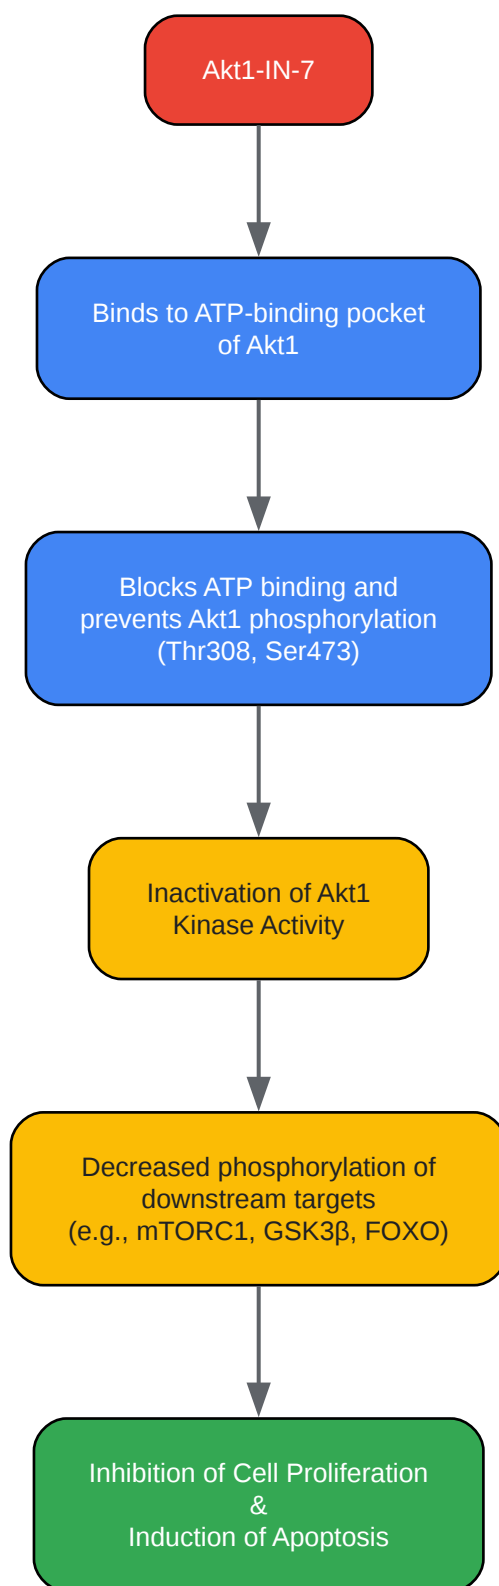 Akt1-IN-7
Binds to ATP-binding pocket
of Akt1
Blocks ATP binding and
prevents Akt1 phosphorylation
(Thr308, Ser473)
Inactivation of Akt1
Kinase Activity
Decreased phosphorylation of
downstream targets
(e.g., mTORC1, GSK3β, FOXO)
Inhibition of Cell Proliferation
&
Induction of Apoptosis